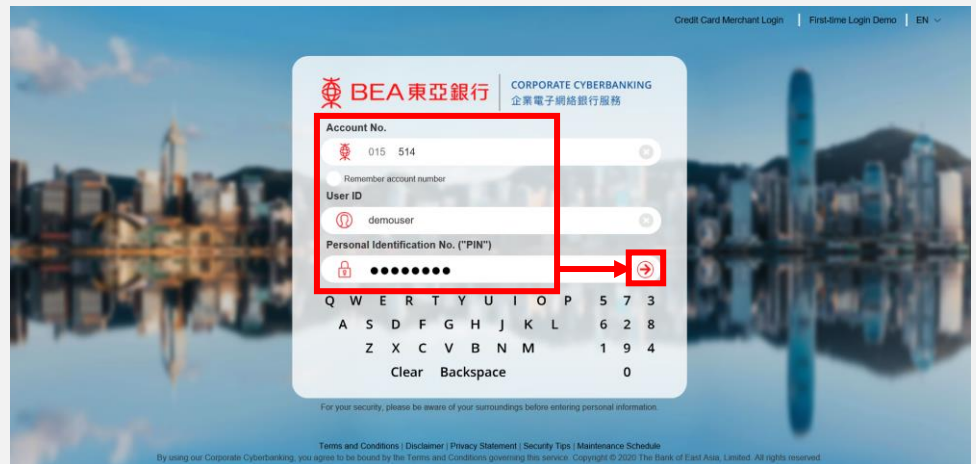 Credit Card Merchant Login | First-time Login Demo | EN
BEA東亞銀行
CORPORATE CYBERBANKING
企業電子網絡銀行服務
Account No.
015 514
Remember account number
User ID
demouser
Personal Identification No. ("PIN")
●●●●●●●●
Q W E R T Y U I O P 5 7 3
A S D F G H J K L 6 2 8
Z X C V B N M 1 9 4
Clear Backspace 0
For your security, please be aware of your surroundings before entering personal information.
Terms and Conditions | Disclaimer | Privacy Statement | Security Tips | Maintenance Schedule
By using our Corporate Cyberbanking, you agree to be bound by the Terms and Conditions governing this service. Copyright © 2020 The Bank of East Asia, Limited. All rights reserved.